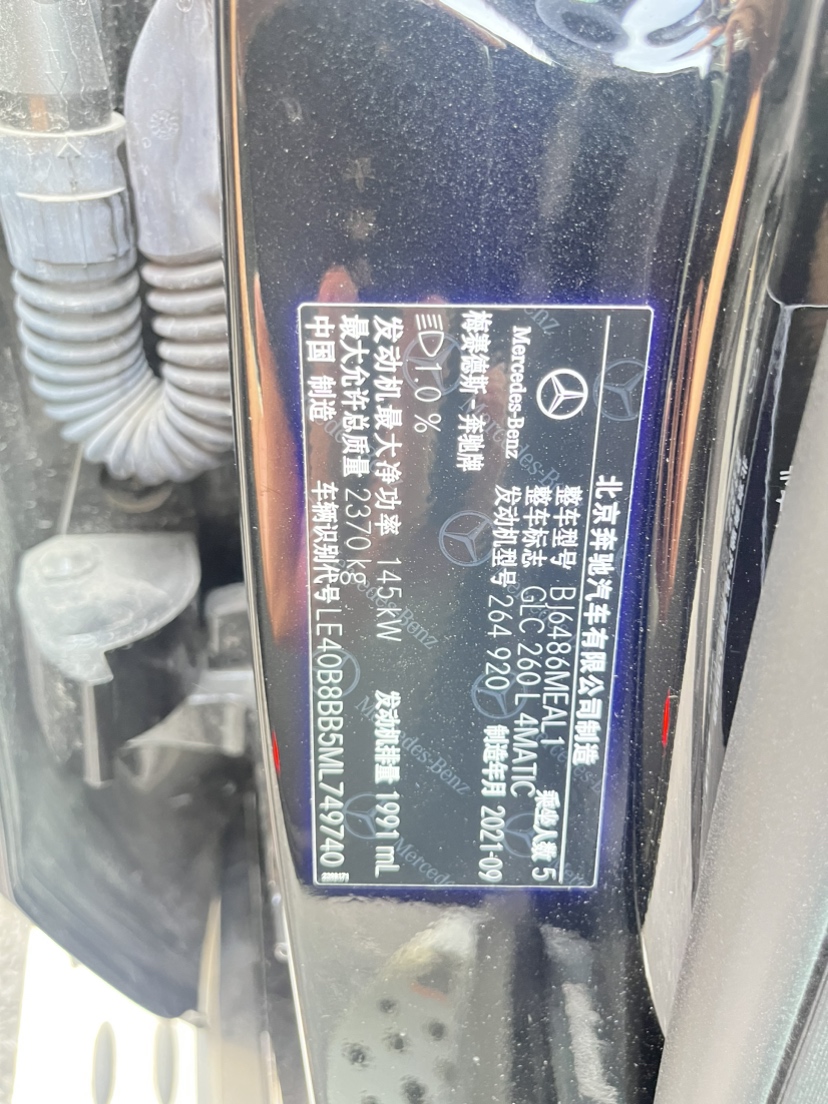 北京奔驰汽车有限公司制造
Mercedes-Benz
梅赛德斯-奔驰牌
整车型号 BJ6486MEAL1
整车标志 GLC 260 L 4MATIC 乘坐人数 5
发动机型号 264 920 制造年月 2021-09
10 %
发动机最大净功率 145 kW 发动机排量 1991 mL
最大允许总质量 2370 kg
中国 制造 车辆识别代号 LE40B8BB5ML749740